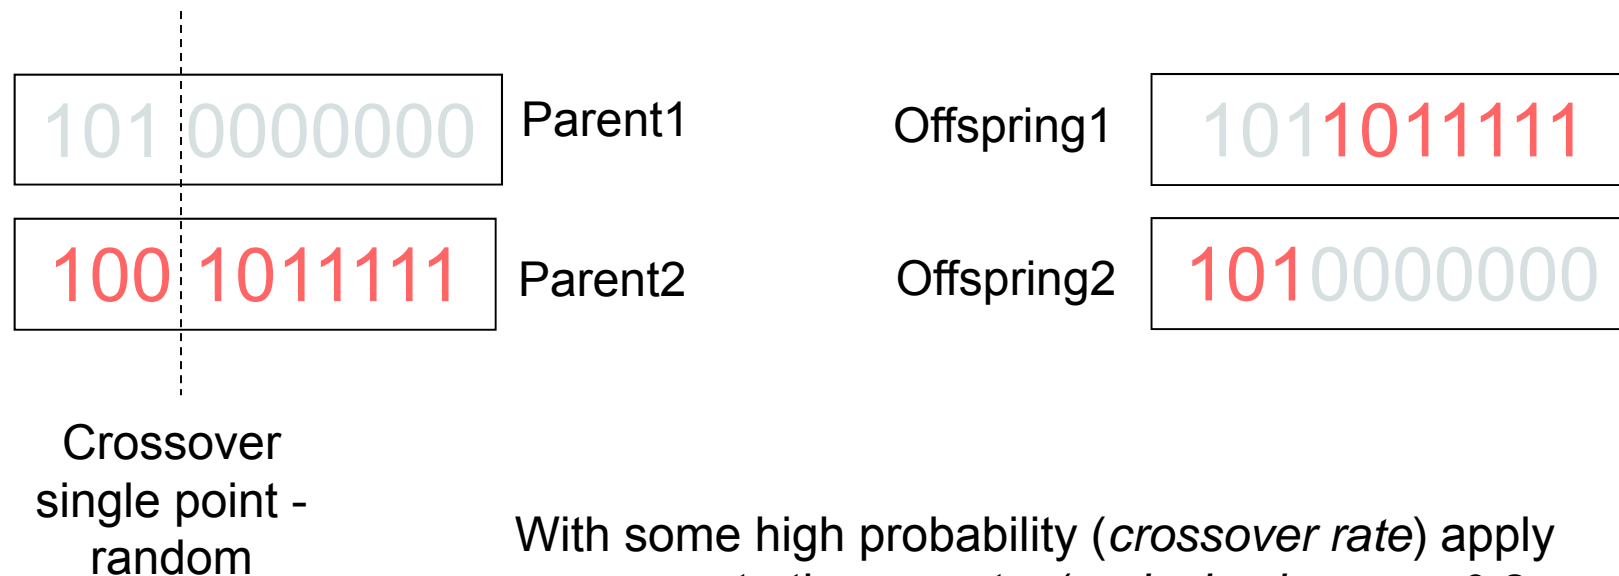 101 0000000 Parent1
100 1011111 Parent2
Offspring1 1011011111
Offspring2 1010000000
Crossover
single point -
random
With some high probability (crossover rate) apply